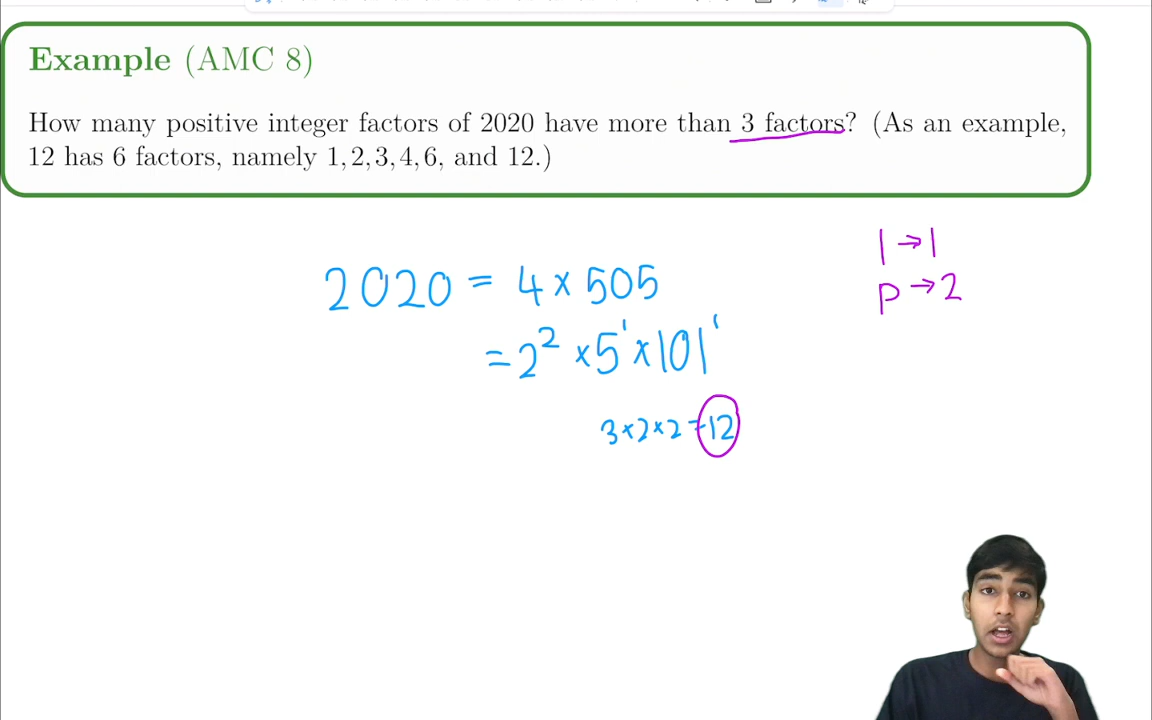 Example (AMC 8)
How many positive integer factors of 2020 have more than 3 factors? (As an example,
12 has 6 factors, namely 1, 2, 3, 4, 6, and 12.)
1 → 1
p → 2
2020 = 4 × 505
= 2² × 5¹ × 101¹
3 × 2 × 2 = 12